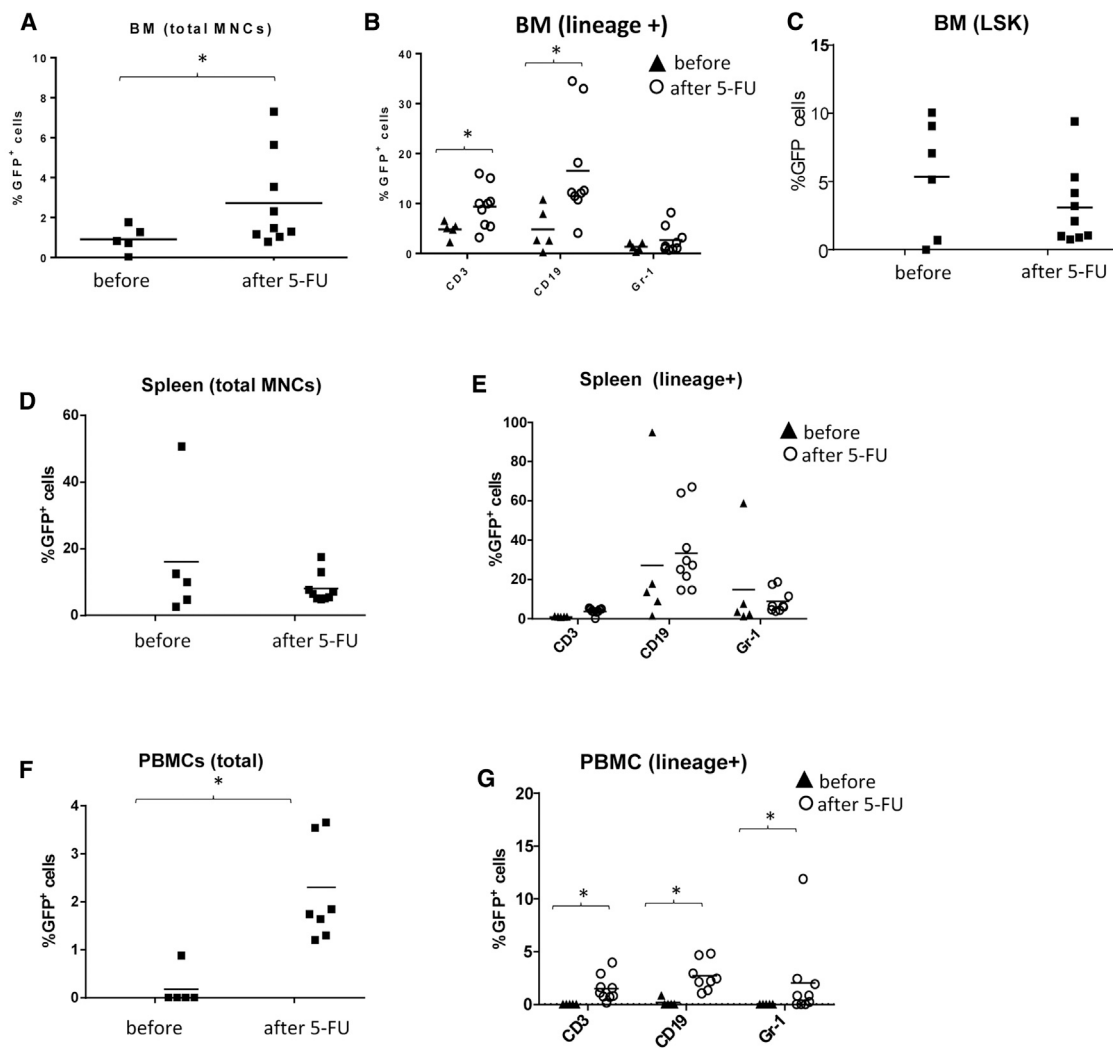 A
BM (total MNCs)
*
% GFP+ cells
10
8
6
4
2
0
before
after 5-FU
B
BM (lineage +)
before
after 5-FU
*
*
% GFP+ cells
40
30
20
10
0
CD3
CD19
Gr-1
C
BM (LSK)
%GFP cells
15
10
5
0
before
after 5-FU
D
Spleen (total MNCs)
%GFP+ cells
60
40
20
0
before
after 5-FU
E
Spleen (lineage+)
before
after 5-FU
%GFP+ cells
100
80
60
40
20
0
CD3
CD19
Gr-1
F
PBMCs (total)
*
%GFP+ cells
4
3
2
1
0
before
after 5-FU
G
PBMC (lineage+)
before
after 5-FU
*
*
*
%GFP+ cells
20
15
10
5
0
CD3
CD19
Gr-1